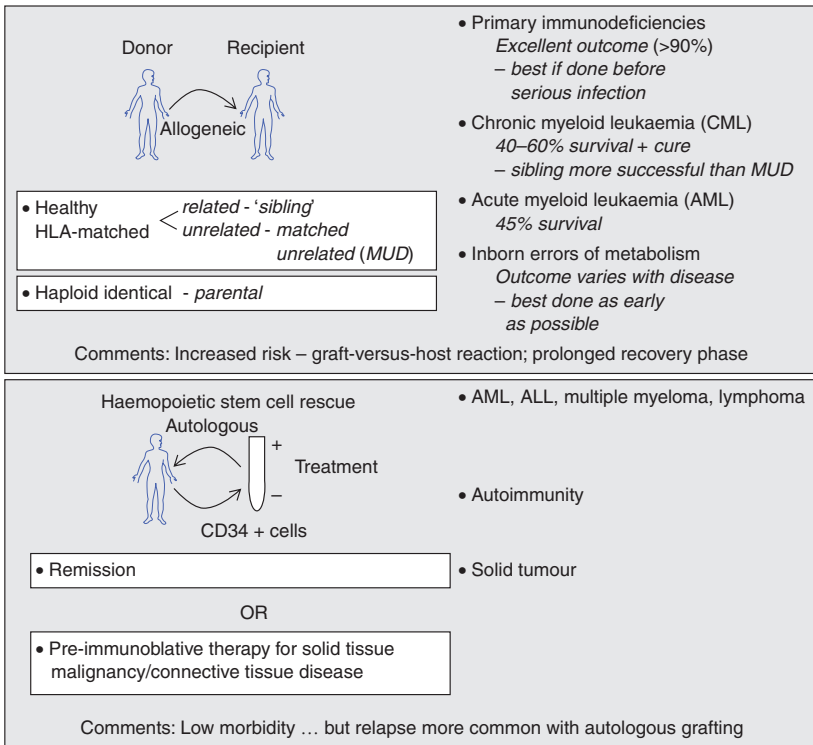 Donor
Recipient
Allogeneic
• Healthy
HLA-matched
related - ‘sibling’
unrelated - matched
unrelated (MUD)
• Haploid identical - parental
• Primary immunodeficiencies
Excellent outcome (>90%)
– best if done before
serious infection
• Chronic myeloid leukaemia (CML)
40–60% survival + cure
– sibling more successful than MUD
• Acute myeloid leukaemia (AML)
45% survival
• Inborn errors of metabolism
Outcome varies with disease
– best done as early
as possible
Comments: Increased risk – graft-versus-host reaction; prolonged recovery phase
Haemopoietic stem cell rescue
Autologous
+
Treatment
–
CD34 + cells
• Remission
OR
• Pre-immunoblative therapy for solid tissue
malignancy/connective tissue disease
• AML, ALL, multiple myeloma, lymphoma
• Autoimmunity
• Solid tumour
Comments: Low morbidity ... but relapse more common with autologous grafting